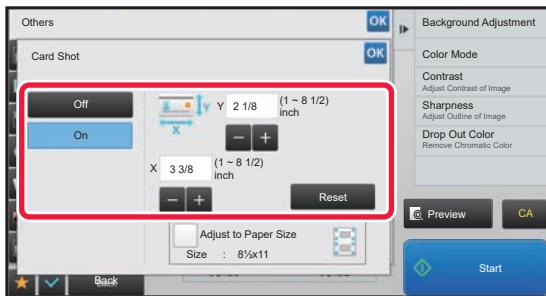 Others
OK
Card Shot
OK
Off
On
Y
X
Y 2 1/8 (1 ~ 8 1/2)
inch
− +
X 3 3/8 (1 ~ 8 1/2)
inch
− +
Reset
Adjust to Paper Size
Size : 8½x11
Back
Background Adjustment
Color Mode
Contrast
Adjust Contrast of Image
Sharpness
Adjust Outline of Image
Drop Out Color
Remove Chromatic Color
Preview
CA
Start